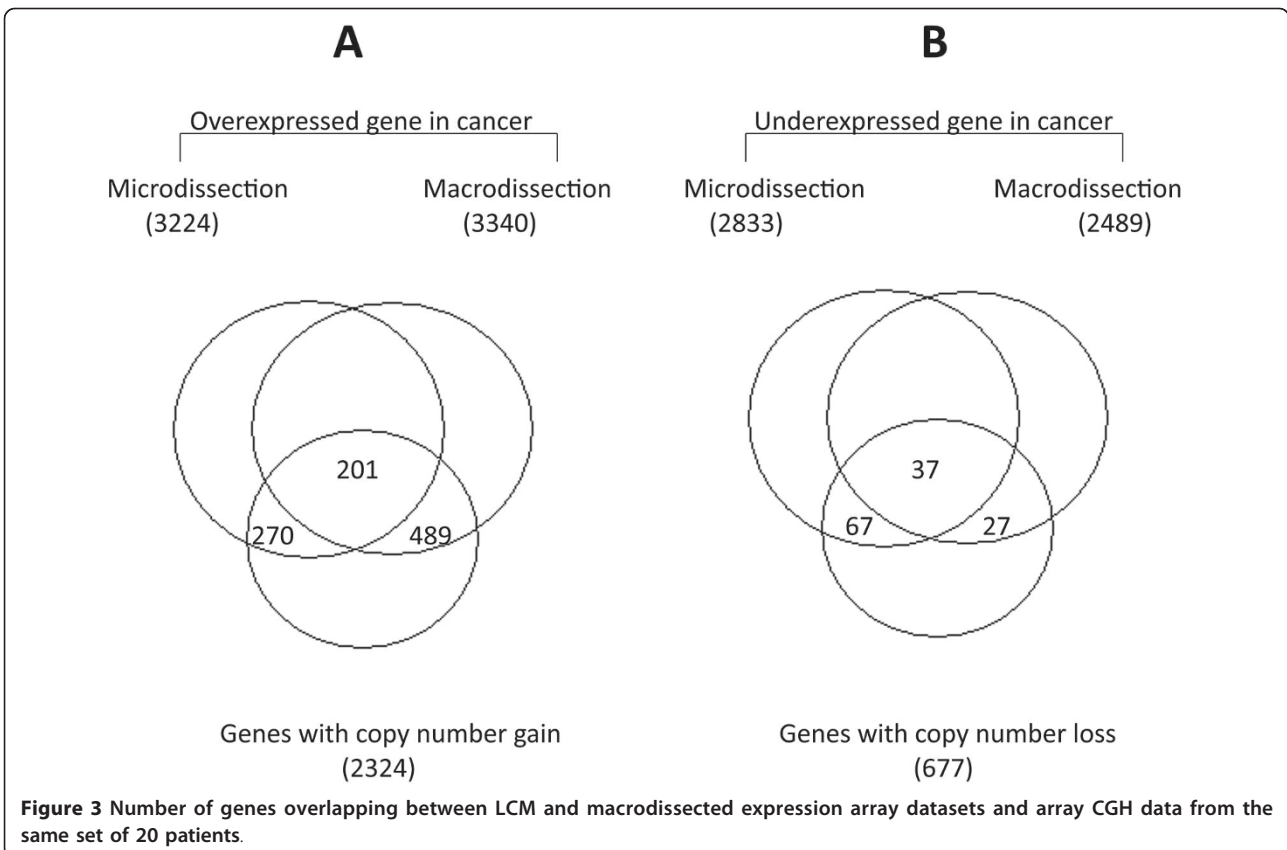 A
Overexpressed gene in cancer
Microdissection
(3224)
Macrodissection
(3340)
201
270
489
Genes with copy number gain
(2324)
B
Underexpressed gene in cancer
Microdissection
(2833)
Macrodissection
(2489)
37
67
27
Genes with copy number loss
(677)
Figure 3 Number of genes overlapping between LCM and macrodissected expression array datasets and array CGH data from the
same set of 20 patients.